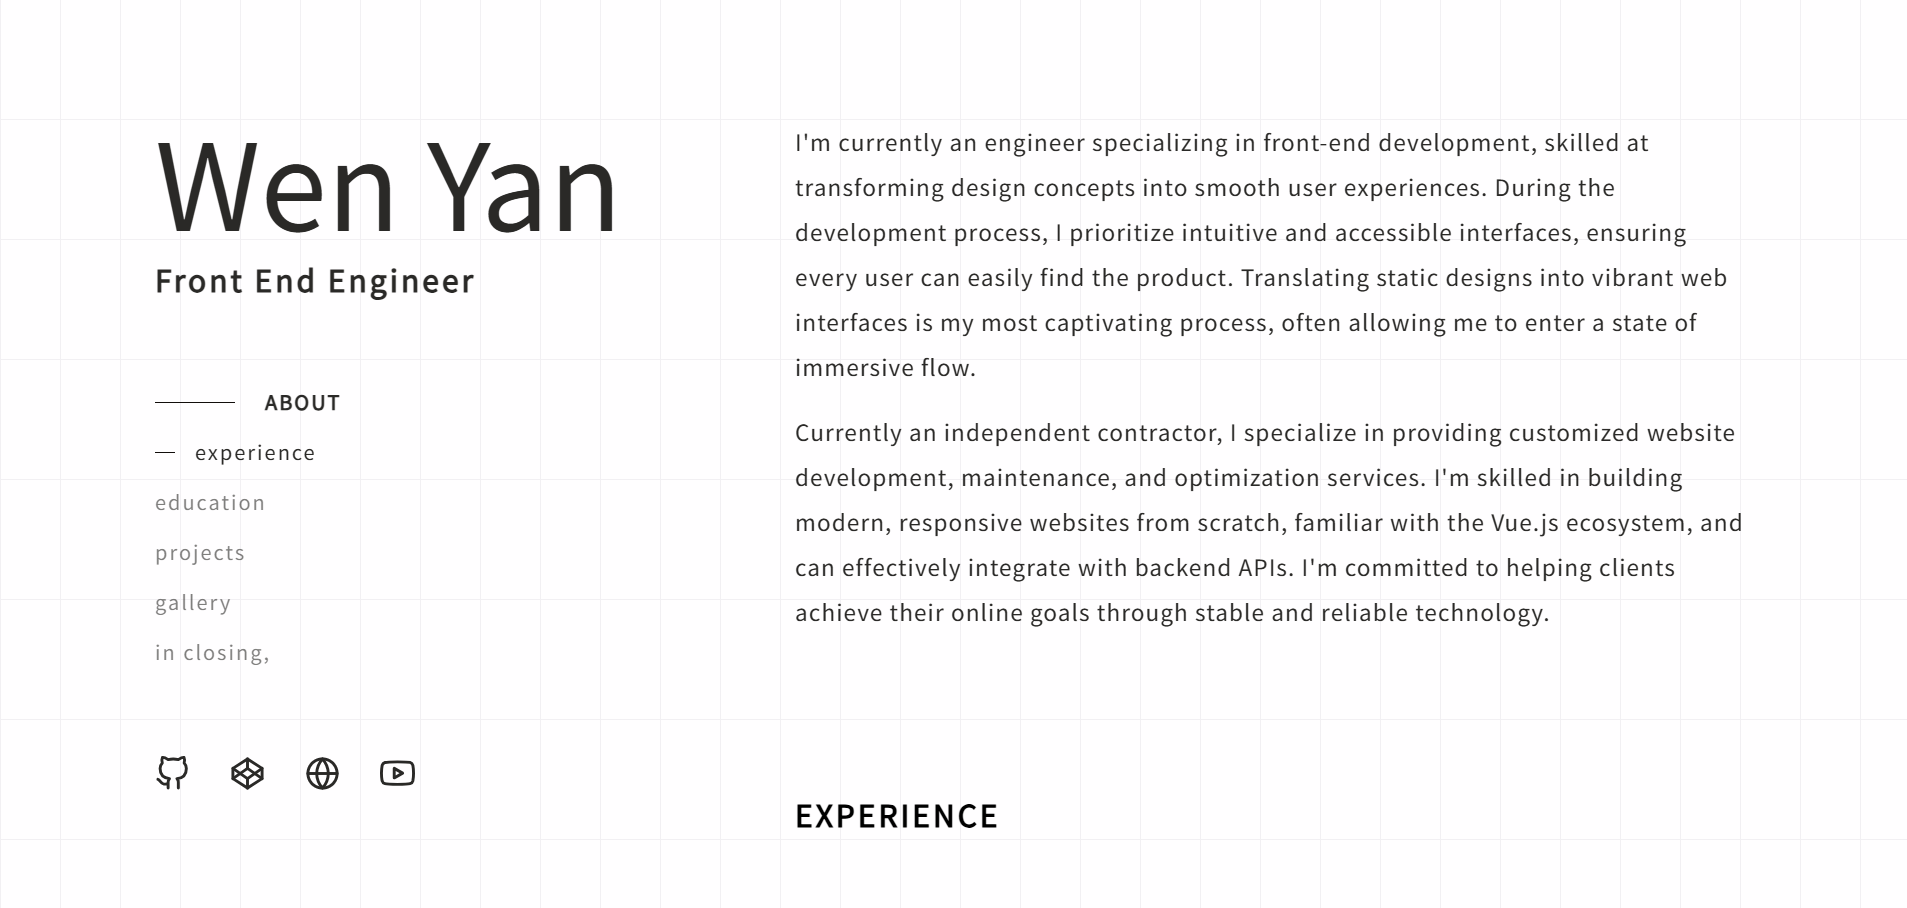 Wen Yan
Front End Engineer
ABOUT
experience
education
projects
gallery
in closing,
I'm currently an engineer specializing in front-end development, skilled at
transforming design concepts into smooth user experiences. During the
development process, I prioritize intuitive and accessible interfaces, ensuring
every user can easily find the product. Translating static designs into vibrant web
interfaces is my most captivating process, often allowing me to enter a state of
immersive flow.
Currently an independent contractor, I specialize in providing customized website
development, maintenance, and optimization services. I'm skilled in building
modern, responsive websites from scratch, familiar with the Vue.js ecosystem, and
can effectively integrate with backend APIs. I'm committed to helping clients
achieve their online goals through stable and reliable technology.
EXPERIENCE